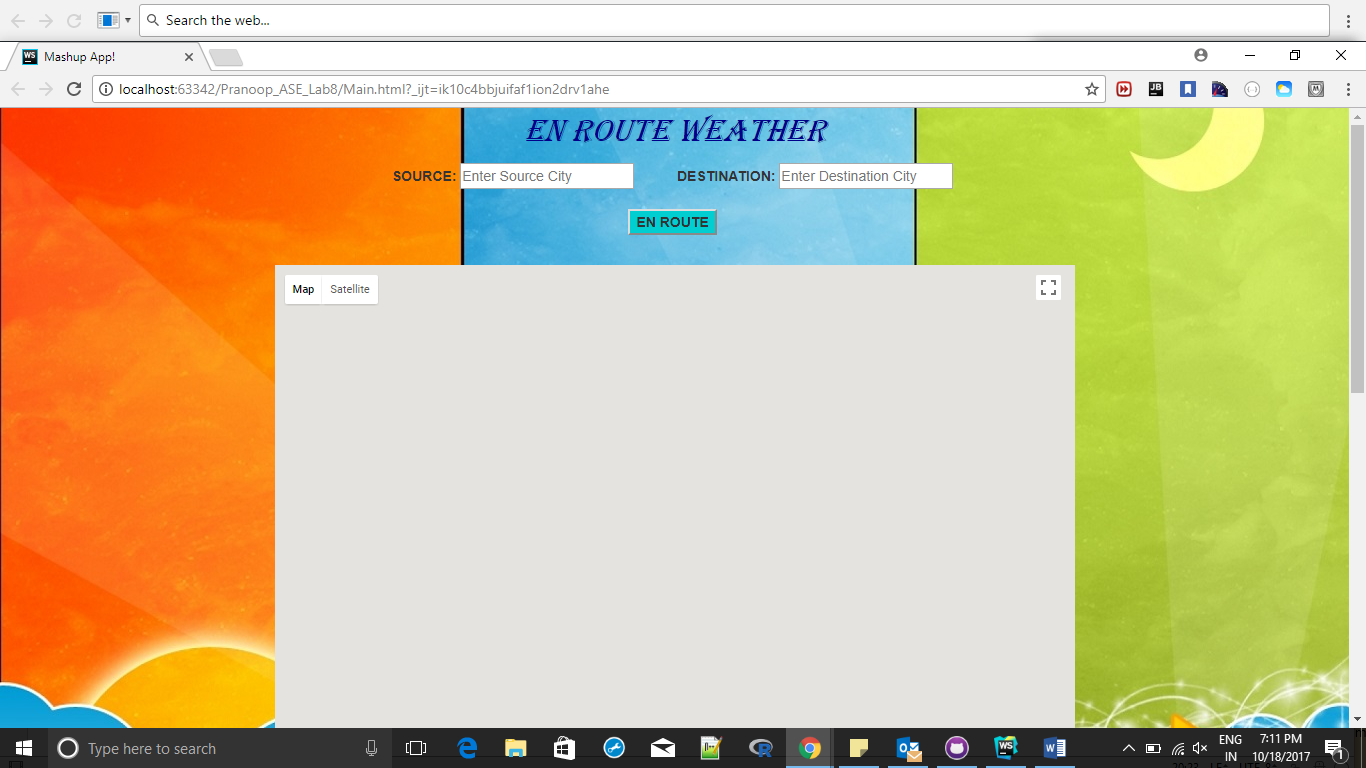 Search the web...
WS Mashup App!
localhost:63342/Pranoop_ASE_Lab8/Main.html?_ijt=ik10c4bbjuifaf1ion2drv1ahe
JB
EN ROUTE WEATHER
SOURCE: Enter Source City DESTINATION: Enter Destination City
EN ROUTE
Map Satellite
Type here to search
ENG 7:11 PM
IN 10/18/2017